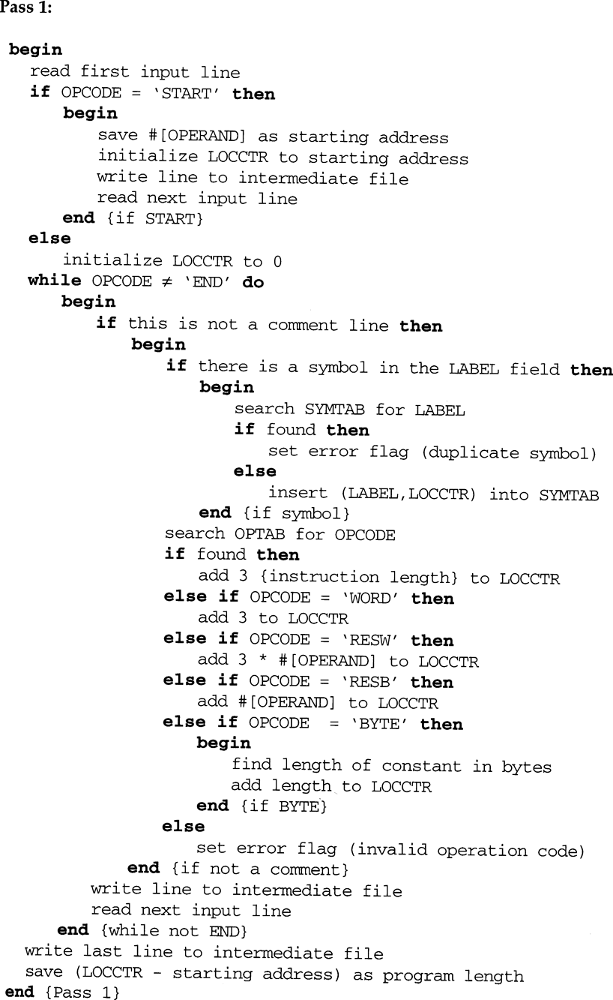 Pass 1:
begin
read first input line
if OPCODE = ‘START’ then
begin
save #[OPERAND] as starting address
initialize LOCCTR to starting address
write line to intermediate file
read next input line
end {if START}
else
initialize LOCCTR to 0
while OPCODE ≠ ‘END’ do
begin
if this is not a comment line then
begin
if there is a symbol in the LABEL field then
begin
search SYMTAB for LABEL
if found then
set error flag (duplicate symbol)
else
insert (LABEL,LOCCTR) into SYMTAB
end {if symbol}
search OPTAB for OPCODE
if found then
add 3 {instruction length} to LOCCTR
else if OPCODE = ‘WORD’ then
add 3 to LOCCTR
else if OPCODE = ‘RESW’ then
add 3 * #[OPERAND] to LOCCTR
else if OPCODE = ‘RESB’ then
add #[OPERAND] to LOCCTR
else if OPCODE = ‘BYTE’ then
begin
find length of constant in bytes
add length to LOCCTR
end {if BYTE}
else
set error flag (invalid operation code)
end {if not a comment}
write line to intermediate file
read next input line
end {while not END}
write last line to intermediate file
save (LOCCTR - starting address) as program length
end {Pass 1}